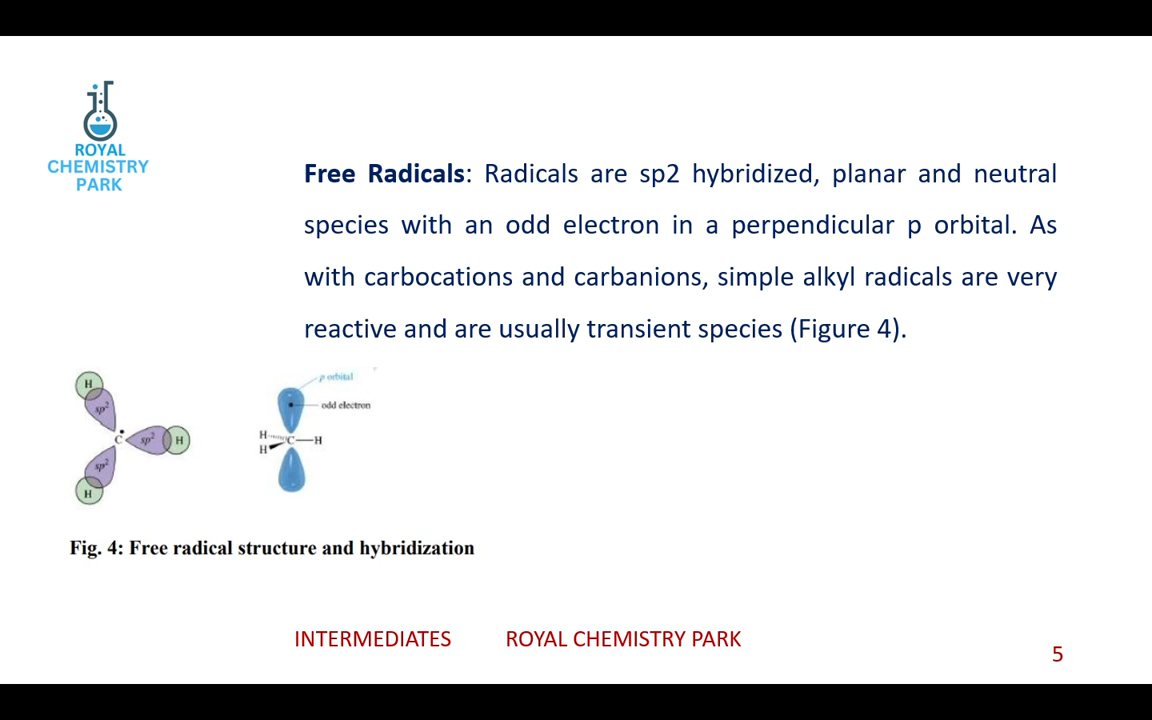 ROYAL
CHEMISTRY
PARK
Free Radicals: Radicals are sp2 hybridized, planar and neutral
species with an odd electron in a perpendicular p orbital. As
with carbocations and carbanions, simple alkyl radicals are very
reactive and are usually transient species (Figure 4).
H
sp²
C
sp²
H
sp²
H
p orbital
odd electron
H
C
H
H
Fig. 4: Free radical structure and hybridization
INTERMEDIATES ROYAL CHEMISTRY PARK
5